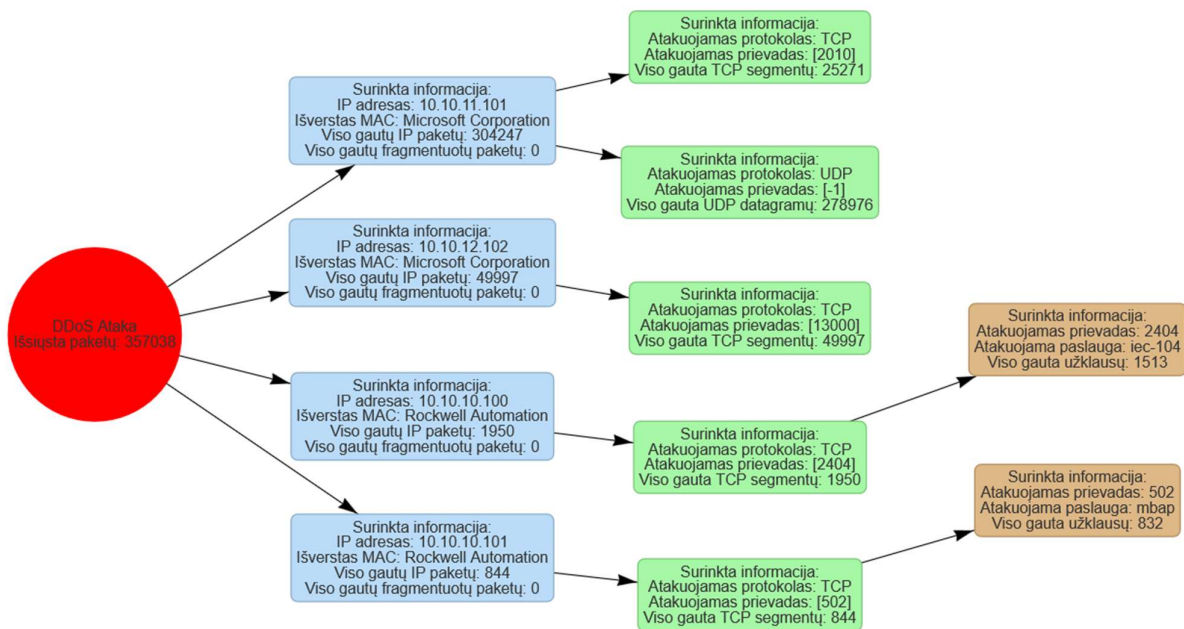 DDoS Ataka
Išsiųsta paketų: 357038
Surinkta informacija:
IP adresas: 10.10.11.101
Išverstas MAC: Microsoft Corporation
Viso gautų IP paketų: 304247
Viso gautų fragmentuotų paketų: 0
Surinkta informacija:
IP adresas: 10.10.12.102
Išverstas MAC: Microsoft Corporation
Viso gautų IP paketų: 49997
Viso gautų fragmentuotų paketų: 0
Surinkta informacija:
IP adresas: 10.10.10.100
Išverstas MAC: Rockwell Automation
Viso gautų IP paketų: 1950
Viso gautų fragmentuotų paketų: 0
Surinkta informacija:
IP adresas: 10.10.10.101
Išverstas MAC: Rockwell Automation
Viso gautų IP paketų: 844
Viso gautų fragmentuotų paketų: 0
Surinkta informacija:
Atakuojamas protokolas: TCP
Atakuojamas prievadas: [2010]
Viso gauta TCP segmentų: 25271
Surinkta informacija:
Atakuojamas protokolas: UDP
Atakuojamas prievadas: [-1]
Viso gauta UDP datagramų: 278976
Surinkta informacija:
Atakuojamas protokolas: TCP
Atakuojamas prievadas: [13000]
Viso gauta TCP segmentų: 49997
Surinkta informacija:
Atakuojamas protokolas: TCP
Atakuojamas prievadas: [2404]
Viso gauta TCP segmentų: 1950
Surinkta informacija:
Atakuojamas protokolas: TCP
Atakuojamas prievadas: [502]
Viso gauta TCP segmentų: 844
Surinkta informacija:
Atakuojamas prievadas: 2404
Atakuojama paslauga: iec-104
Viso gauta užklausų: 1513
Surinkta informacija:
Atakuojamas prievadas: 502
Atakuojama paslauga: mbap
Viso gauta užklausų: 832